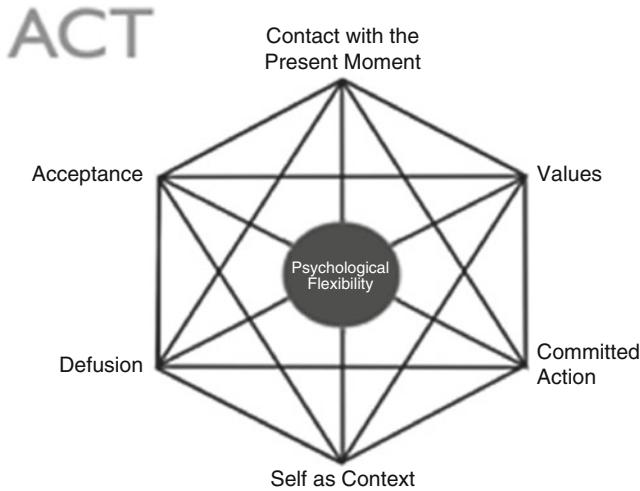 ACT
Contact with the
Present Moment
Acceptance
Values
Psychological
Flexibility
Defusion
Committed
Action
Self as Context